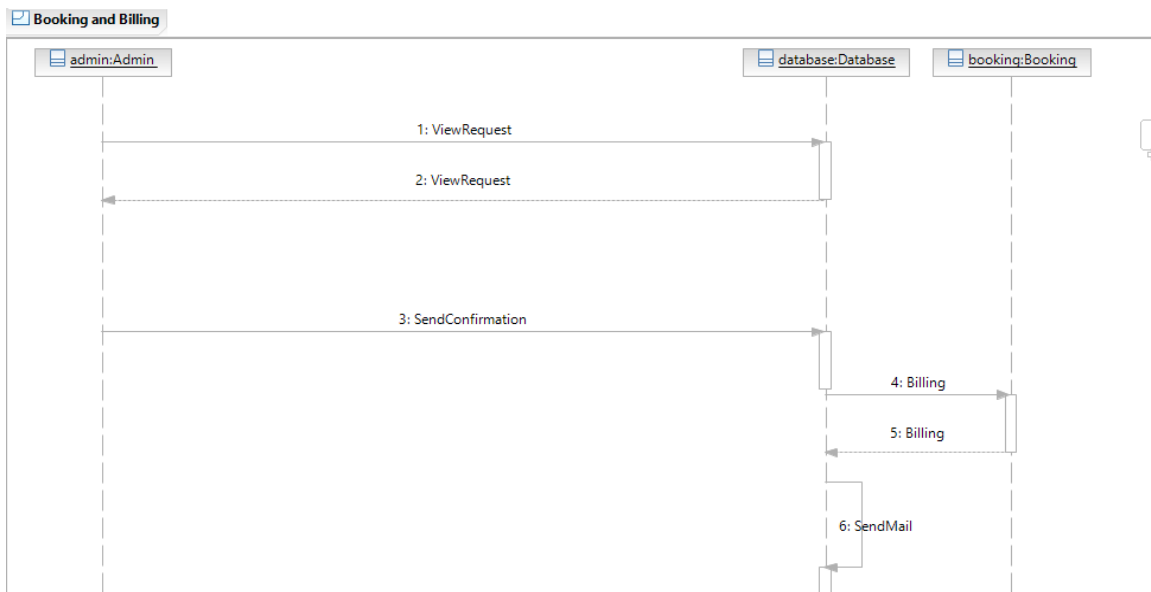 Booking and Billing
admin:Admin
database:Database
booking:Booking
1: ViewRequest
2: ViewRequest
3: SendConfirmation
4: Billing
5: Billing
6: SendMail